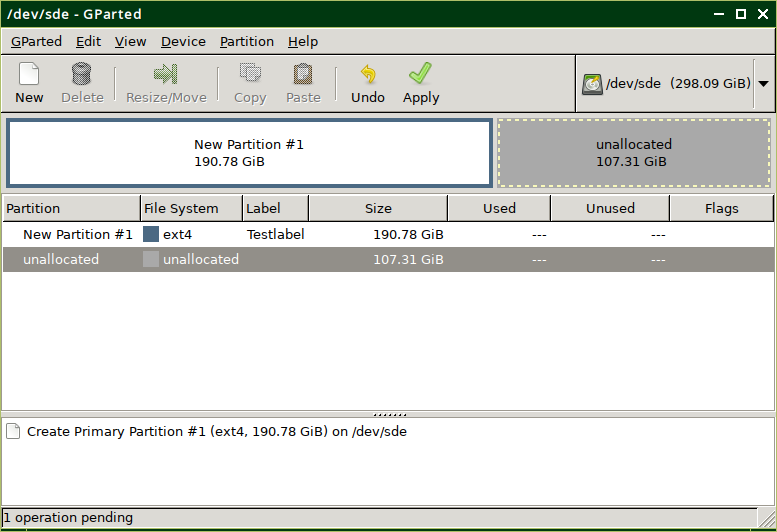 /dev/sde - GParted
GParted Edit View Device Partition Help
New Delete Resize/Move Copy Paste Undo Apply /dev/sde (298.09 GiB)
New Partition #1
190.78 GiB
unallocated
107.31 GiB
Partition File System Label Size Used Unused Flags
New Partition #1 ext4 Testlabel 190.78 GiB --- ---
unallocated unallocated 107.31 GiB --- ---
Create Primary Partition #1 (ext4, 190.78 GiB) on /dev/sde
1 operation pending